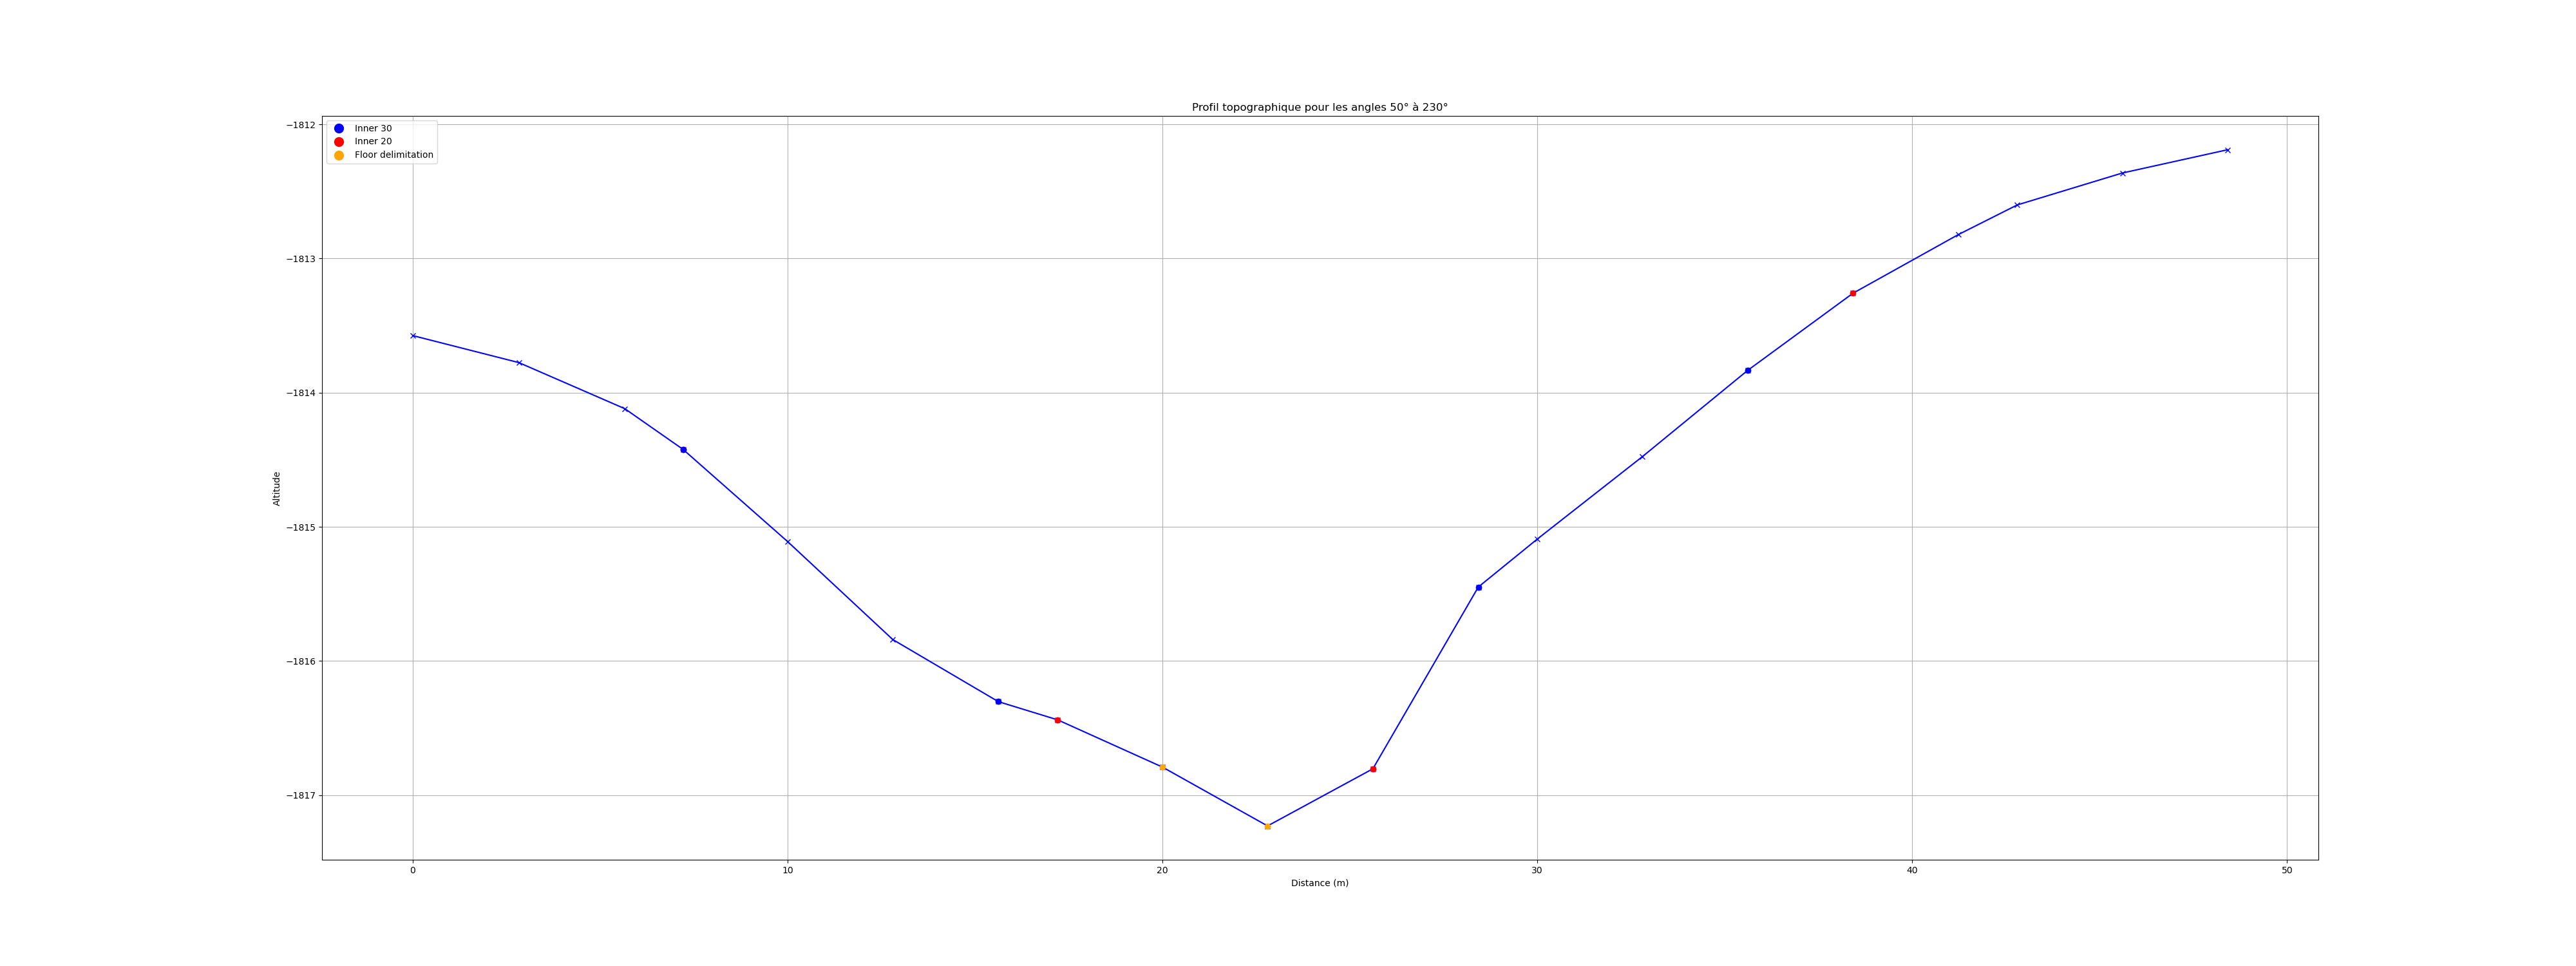 Profil topographique pour les angles 50° à 230°
Inner 30
Inner 20
Floor delimitation
−1812
−1813
−1814
−1815
−1816
−1817
Altitude
0 10 20 30 40 50
Distance (m)